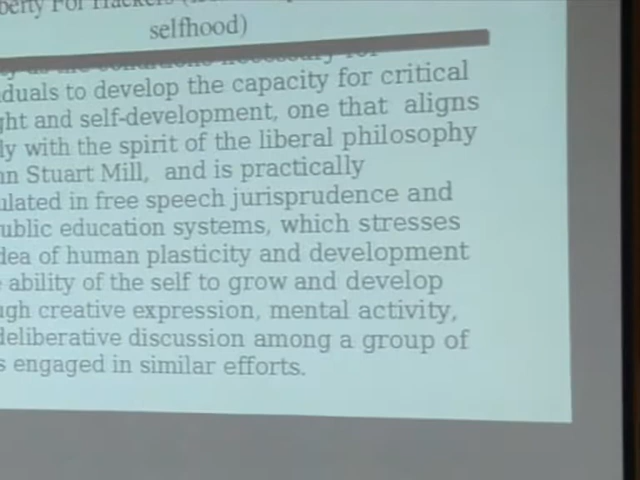 For Hackers
selfhood)
duals to develop the capacity for critical
ght and self-development, one that aligns
ly with the spirit of the liberal philosophy
nn Stuart Mill, and is practically
ulated in free speech jurisprudence and
ublic education systems, which stresses
dea of human plasticity and development
ability of the self to grow and develop
ugh creative expression, mental activity,
deliberative discussion among a group of
s engaged in similar efforts.